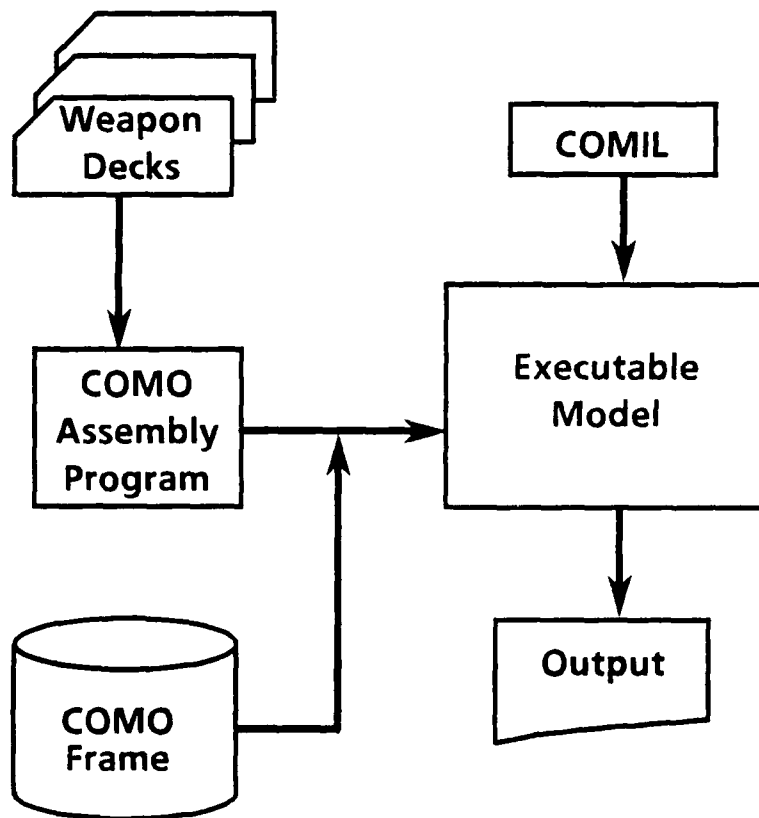 Weapon
Decks
COMIL
COMO
Assembly
Program
Executable
Model
COMO
Frame
Output